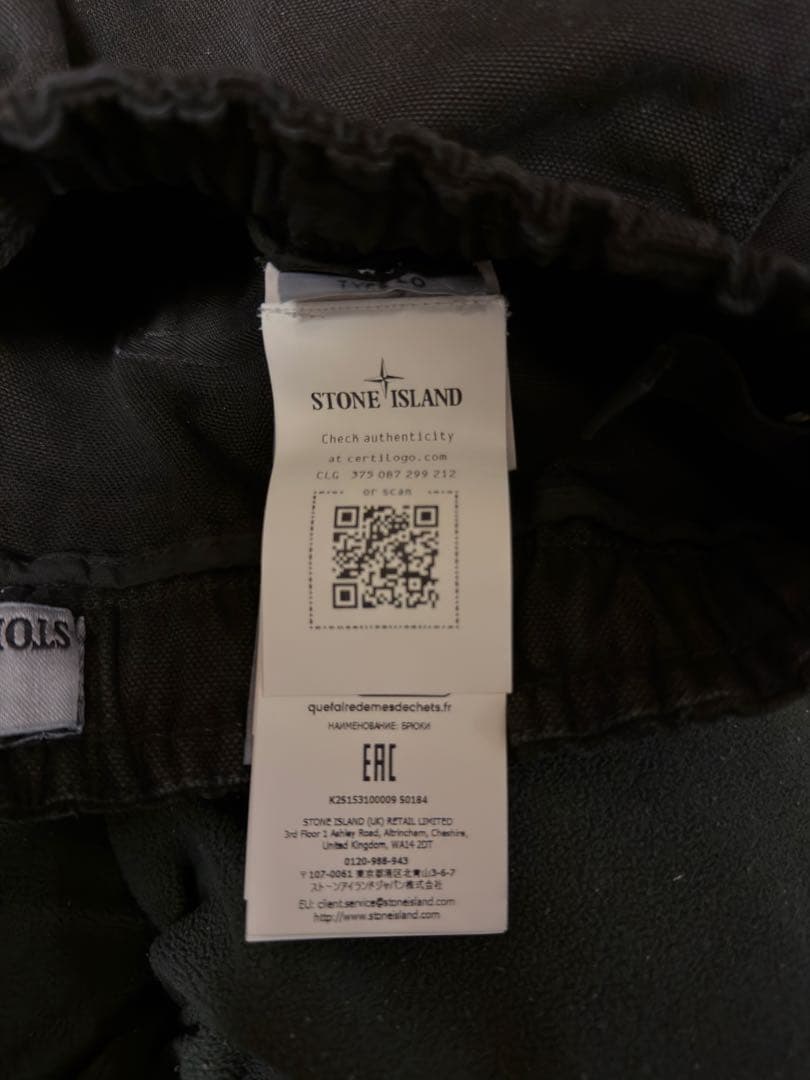 STONE ISLAND
Check authenticity
at certilogo.com
CLG 375 087 299 212
or scan
STO
quefairedemesdechets.fr
НАИМЕНОВАНИЕ: БРЮКИ
EAC
K2S153100009 S0184
STONE ISLAND (UK) RETAIL LIMITED
3rd Floor 1 Ashley Road, Altrincham, Cheshire,
United Kingdom, WA14 2DT
0120-988-943
〒107-0061 東京都港区北青山3-6-7
ストーンアイランドジャパン株式会社
EU: client.service@stoneisland.com
http://www.stoneisland.com